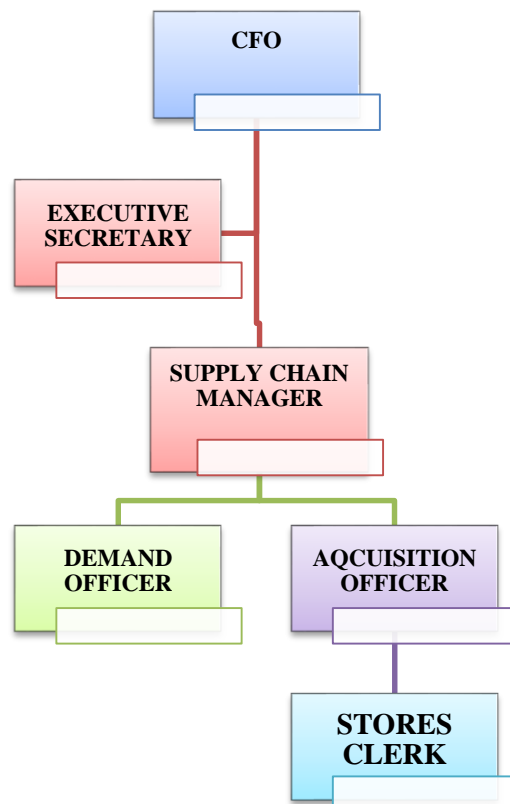 CFO
EXECUTIVE
SECRETARY
SUPPLY CHAIN
MANAGER
DEMAND
OFFICER
AQCUISITION
OFFICER
STORES
CLERK